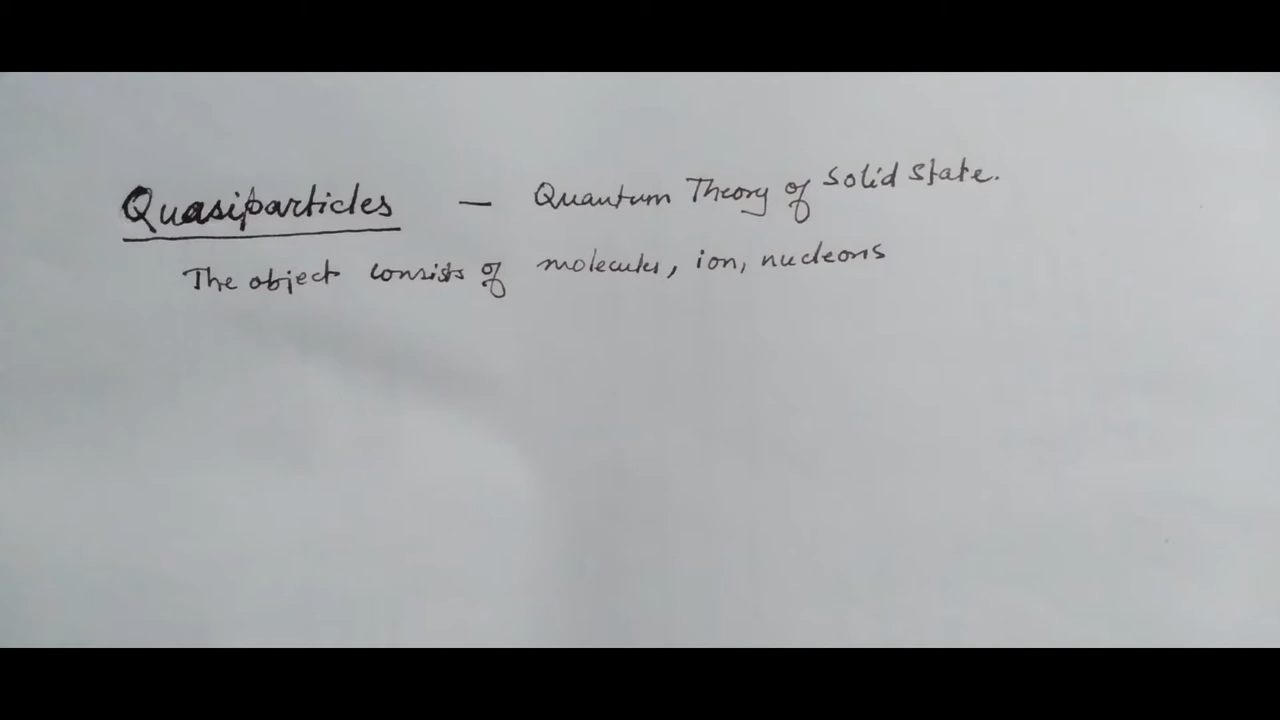 Quasiparticles — Quantum Theory of Solid State.
The object consists of molecules, ion, nucleons